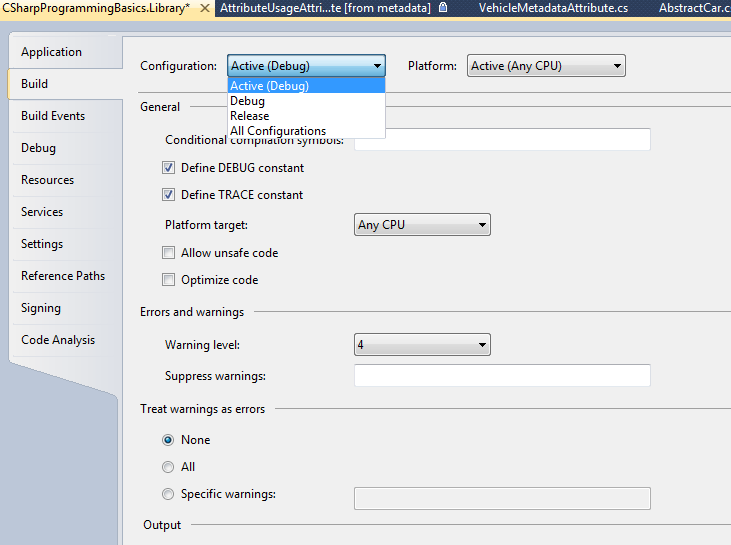 CSharpProgrammingBasics.Library* AttributeUsageAttri...te [from metadata] VehicleMetadataAttribute.cs AbstractCar.c
Application
Build
Build Events
Debug
Resources
Services
Settings
Reference Paths
Signing
Code Analysis
Configuration: Active (Debug) Platform: Active (Any CPU)
Active (Debug)
Debug
Release
All Configurations
General
Conditional compilation symbols:
Define DEBUG constant
Define TRACE constant
Platform target: Any CPU
Allow unsafe code
Optimize code
Errors and warnings
Warning level: 4
Suppress warnings:
Treat warnings as errors
None
All
Specific warnings:
Output